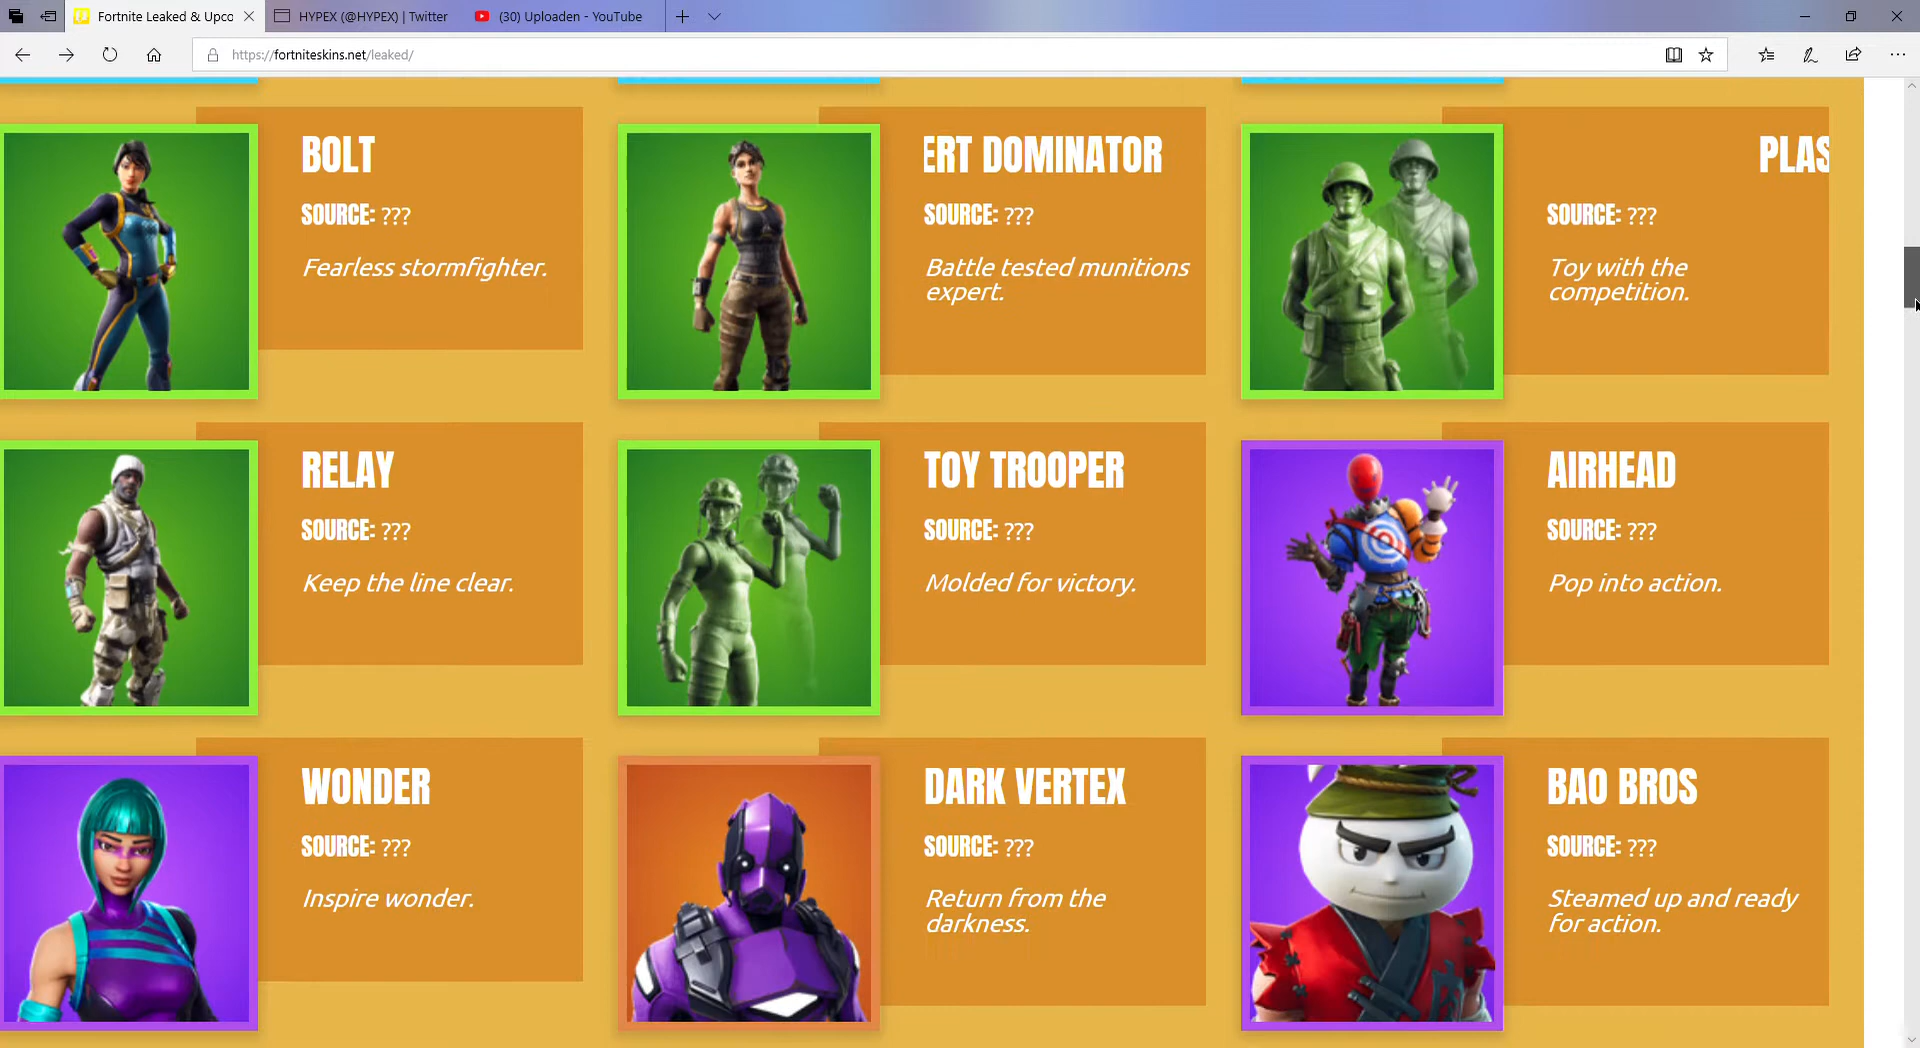 Fortnite Leaked & Upco
HYPEX (@HYPEX) | Twitter
(30) Uploaden - YouTube
https://fortniteskins.net/leaked/
BOLT
SOURCE: ???
Fearless stormfighter.
ERT DOMINATOR
SOURCE: ???
Battle tested munitions
expert.
PLAS
SOURCE: ???
Toy with the
competition.
RELAY
SOURCE: ???
Keep the line clear.
TOY TROOPER
SOURCE: ???
Molded for victory.
AIRHEAD
SOURCE: ???
Pop into action.
WONDER
SOURCE: ???
Inspire wonder.
DARK VERTEX
SOURCE: ???
Return from the
darkness.
BAO BROS
SOURCE: ???
Steamed up and ready
for action.